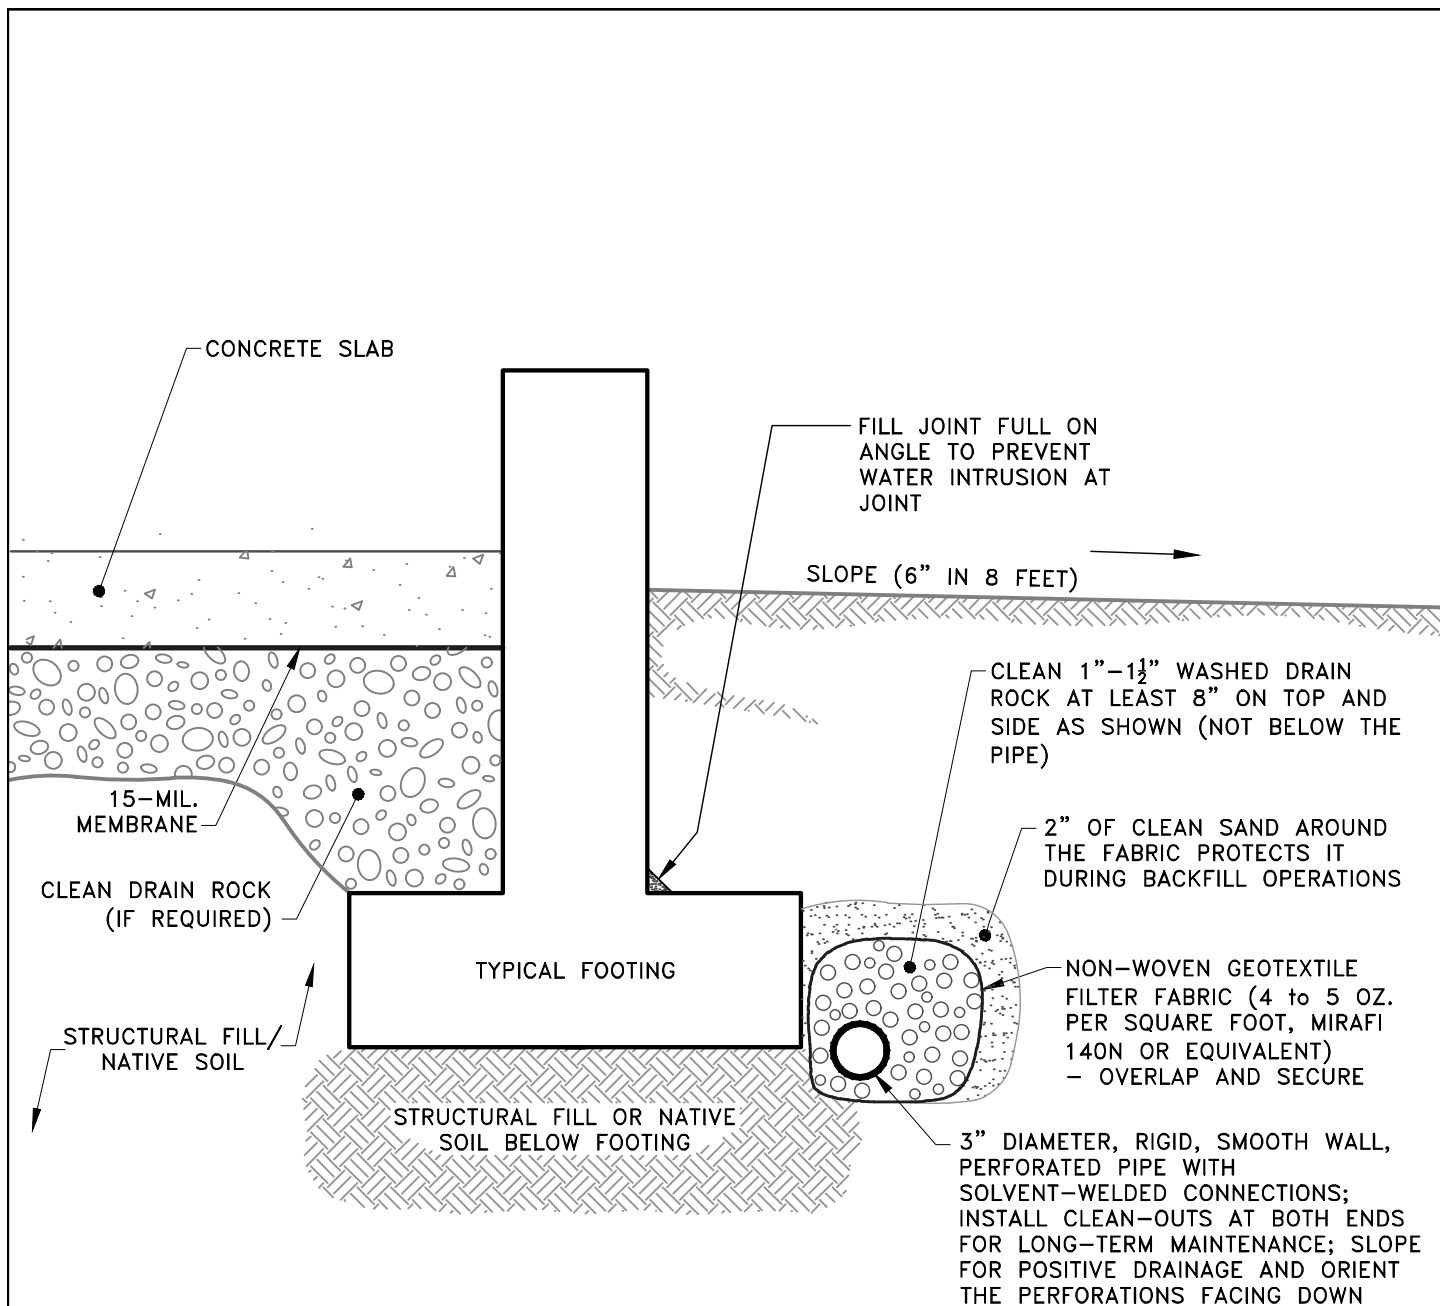 CONCRETE SLAB
FILL JOINT FULL ON
ANGLE TO PREVENT
WATER INTRUSION AT
JOINT
SLOPE (6” IN 8 FEET)
CLEAN 1”–1½” WASHED DRAIN
ROCK AT LEAST 8” ON TOP AND
SIDE AS SHOWN (NOT BELOW THE
PIPE)
15–MIL.
MEMBRANE
2” OF CLEAN SAND AROUND
THE FABRIC PROTECTS IT
DURING BACKFILL OPERATIONS
CLEAN DRAIN ROCK
(IF REQUIRED)
TYPICAL FOOTING
NON–WOVEN GEOTEXTILE
FILTER FABRIC (4 to 5 OZ.
PER SQUARE FOOT, MIRAFI
140N OR EQUIVALENT)
– OVERLAP AND SECURE
STRUCTURAL FILL/
NATIVE SOIL
STRUCTURAL FILL OR NATIVE
SOIL BELOW FOOTING
3” DIAMETER, RIGID, SMOOTH WALL,
PERFORATED PIPE WITH
SOLVENT–WELDED CONNECTIONS;
INSTALL CLEAN–OUTS AT BOTH ENDS
FOR LONG–TERM MAINTENANCE; SLOPE
FOR POSITIVE DRAINAGE AND ORIENT
THE PERFORATIONS FACING DOWN